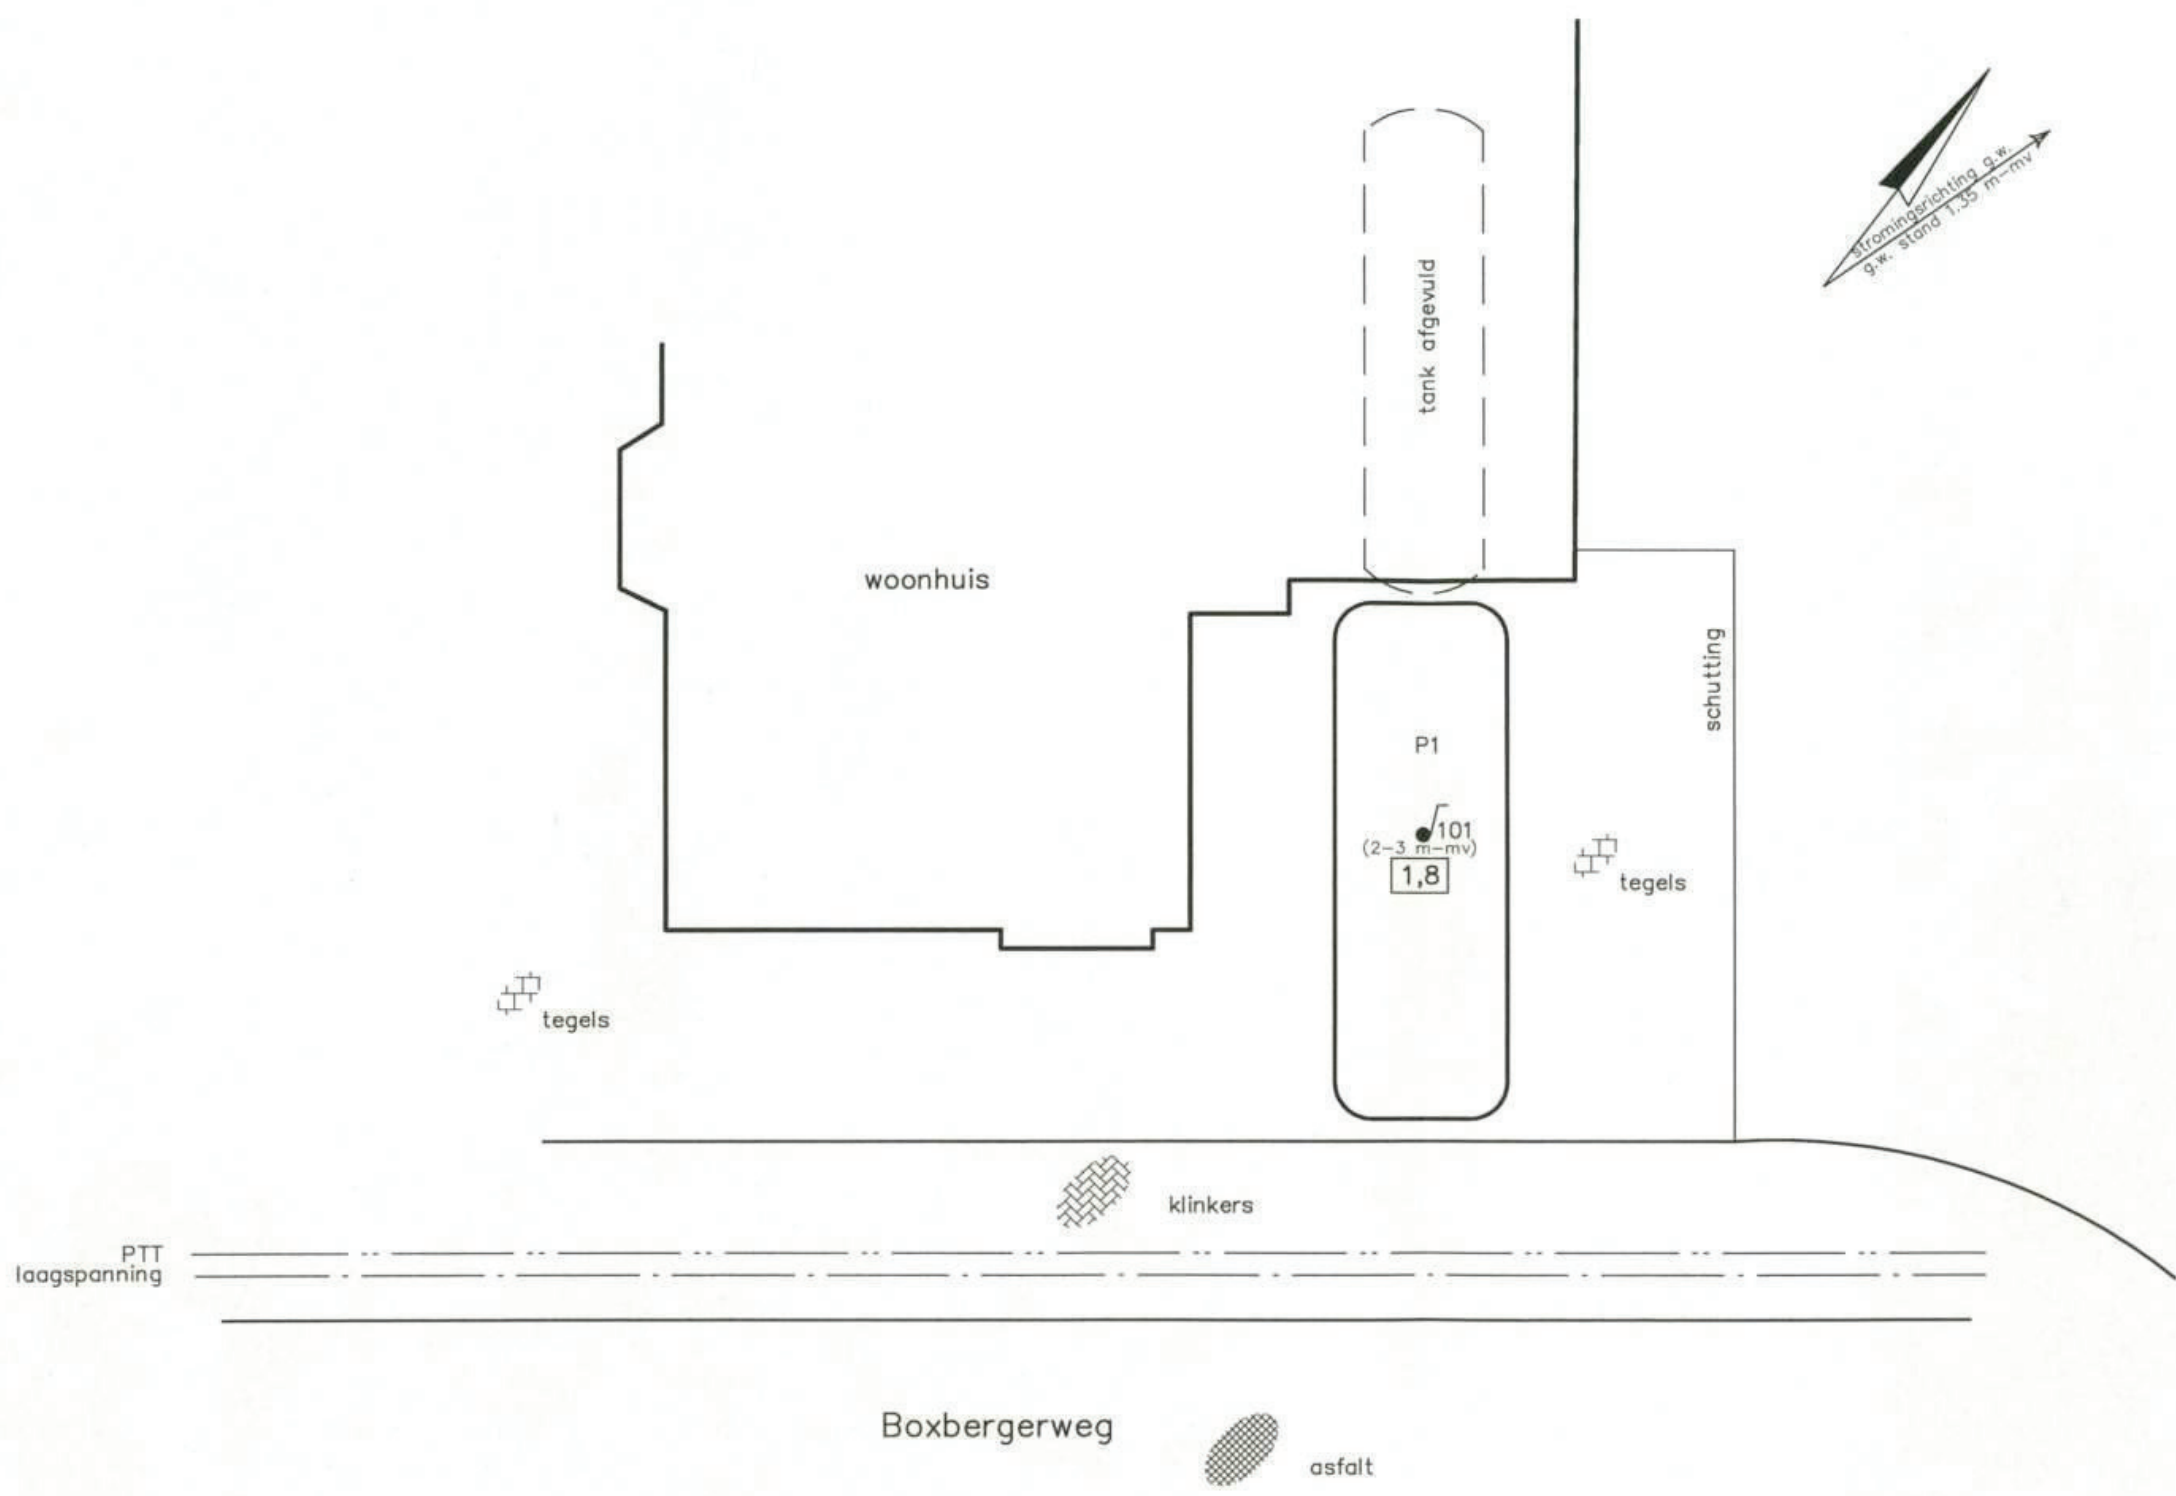 stromingsrichting g.w.
g.w. stand 1.35 m-mv
tank afgevuld
woonhuis
schutting
P1
101
(2-3 m-mv)
1,8
tegels
tegels
klinkers
PTT
laagspanning
Boxbergerweg
asfalt